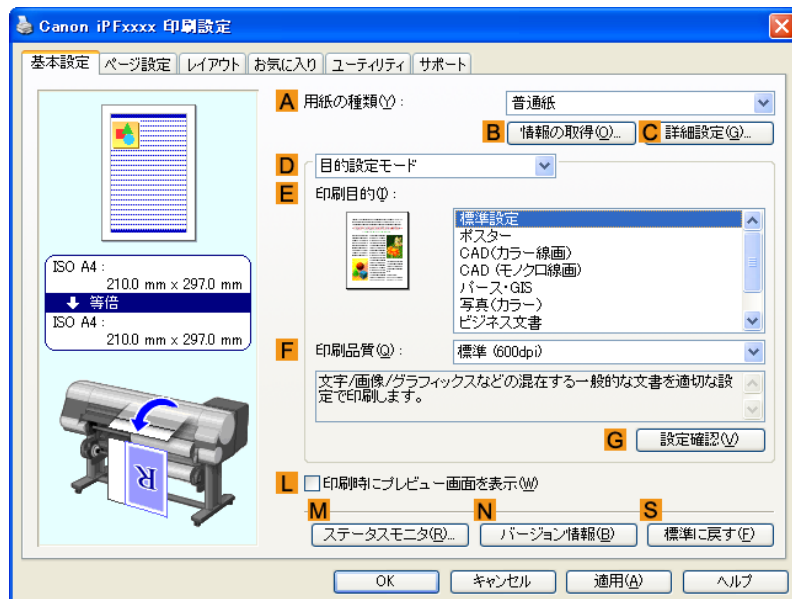 Canon iPFxxxx 印刷設定
基本設定 ページ設定 レイアウト お気に入り ユーティリティ サポート
A 用紙の種類(Y): 普通紙
B 情報の取得(O)... C 詳細設定(G)...
D 目的設定モード
E 印刷目的(I):
標準設定
ポスター
CAD(カラー線画)
CAD (モノクロ線画)
パース・GIS
写真(カラー)
ビジネス文書
ISO A4 :
210.0 mm x 297.0 mm
等倍
ISO A4 :
210.0 mm x 297.0 mm
F 印刷品質(Q): 標準 (600dpi)
文字/画像/グラフィックスなどの混在する一般的な文書を適切な設
定で印刷します。
G 設定確認(V)
R
L 印刷時にプレビュー画面を表示(W)
M N S
ステータスモニタ(R)... バージョン情報(B) 標準に戻す(F)
OK キャンセル 適用(A) ヘルプ